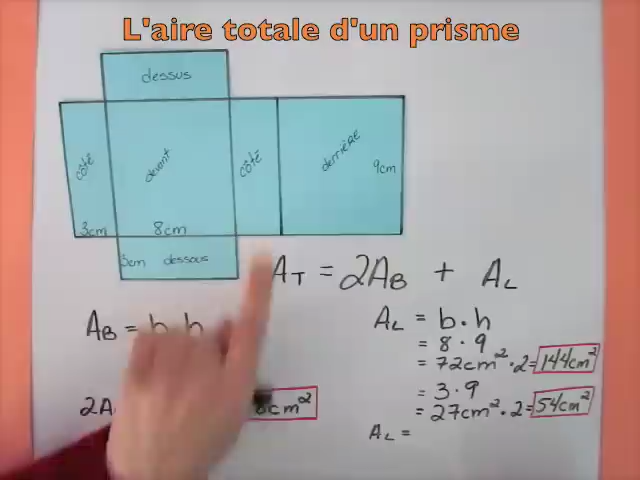 L'aire totale d'un prisme
dessus
côté
devant
côté
derrière
9cm
3cm
8cm
3cm dessous
AT = 2AB + AL
AB = b.h
AL = b.h
= 8.9
= 72cm².2= 144cm²
= 3.9
2A
8cm²
= 27cm².2= 54cm²
AL =